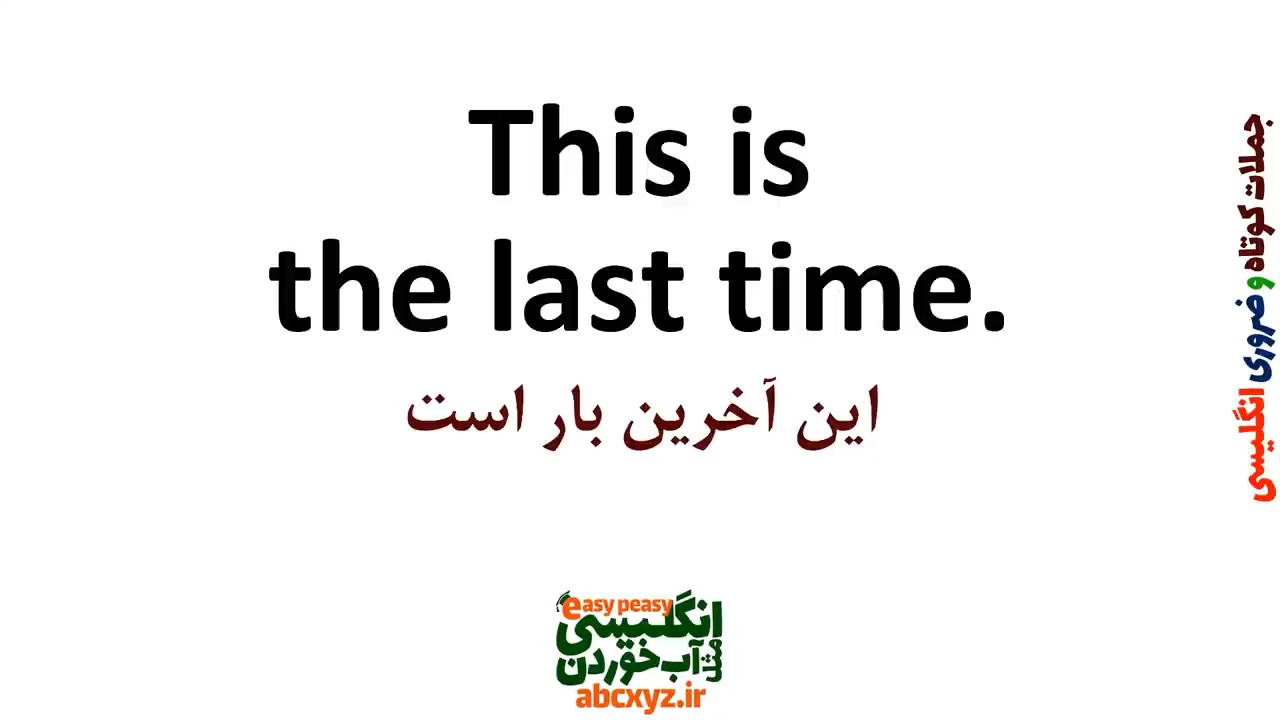 This is
the last time.
این آخرین بار است
جملات کوتاه و ضروری انگلیسی
easy peasy
انگلیسی
مثل آب خوردن
abcxyz.ir